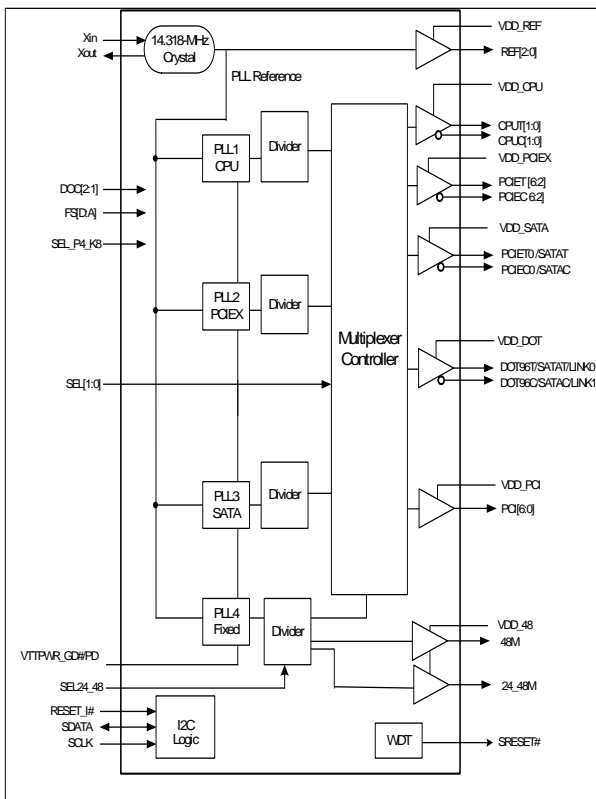 Xin
Xout
14.318-MHz
Crystal
PLL Reference
VDD_REF
REF[2:0]
VDD_CPU
CPUT[1:0]
CPUC[1:0]
VDD_PCIEX
PCIET [6:2]
PCIEC 6:2]
VDD_SATA
PCIET0 /SATAT
PCIEC0 /SATAC
VDD_DOT
DOT96T/SATAT/LINK0
DOT96C/SATAC/LINK1
VDD_PCI
PCI[6:0]
VDD_48
48M
24_48M
SRESET#
PLL1
CPU
Divider
DOC[2:1]
FS[D:A]
SEL_P4_K8
PLL2
PCIEX
Divider
Multiplexer
Controller
SEL[1:0]
PLL3
SATA
Divider
PLL4
Fixed
Divider
VTTPWR_GD#/PD
SEL24_48
RESET_I#
SDATA
SCLK
I2C
Logic
WDT